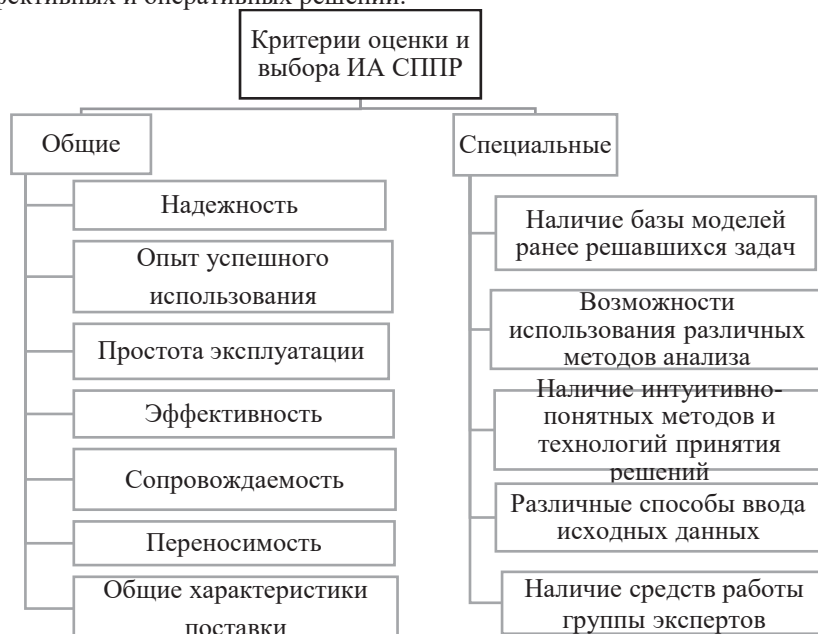 эффективных и оперативных решений.
Критерии оценки и
выбора ИА СППР
Общие
Надежность
Опыт успешного
использования
Простота эксплуатации
Эффективность
Сопровождаемость
Переносимость
Общие характеристики
поставки
Специальные
Наличие базы моделей
ранее решавшихся задач
Возможности
использования различных
методов анализа
Наличие интуитивно-
понятных методов и
технологий принятия
решений
Различные способы ввода
исходных данных
Наличие средств работы
группы экспертов